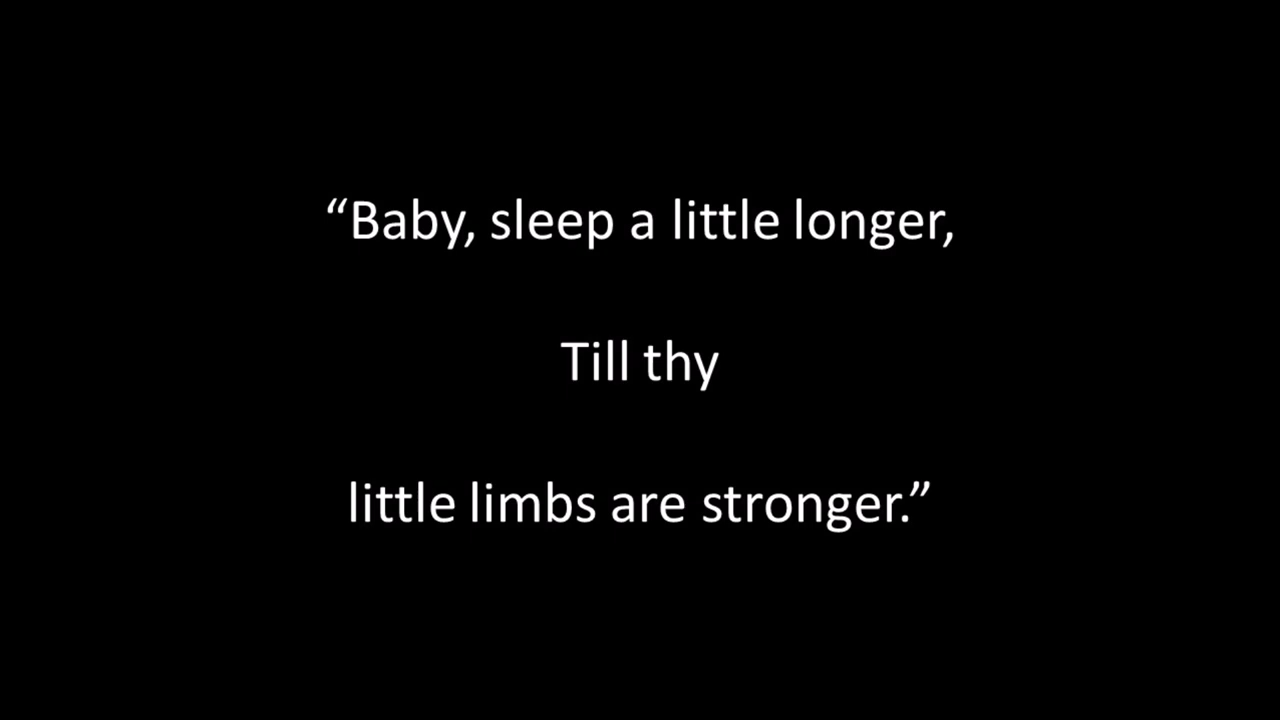 “Baby, sleep a little longer,
Till thy
little limbs are stronger.”